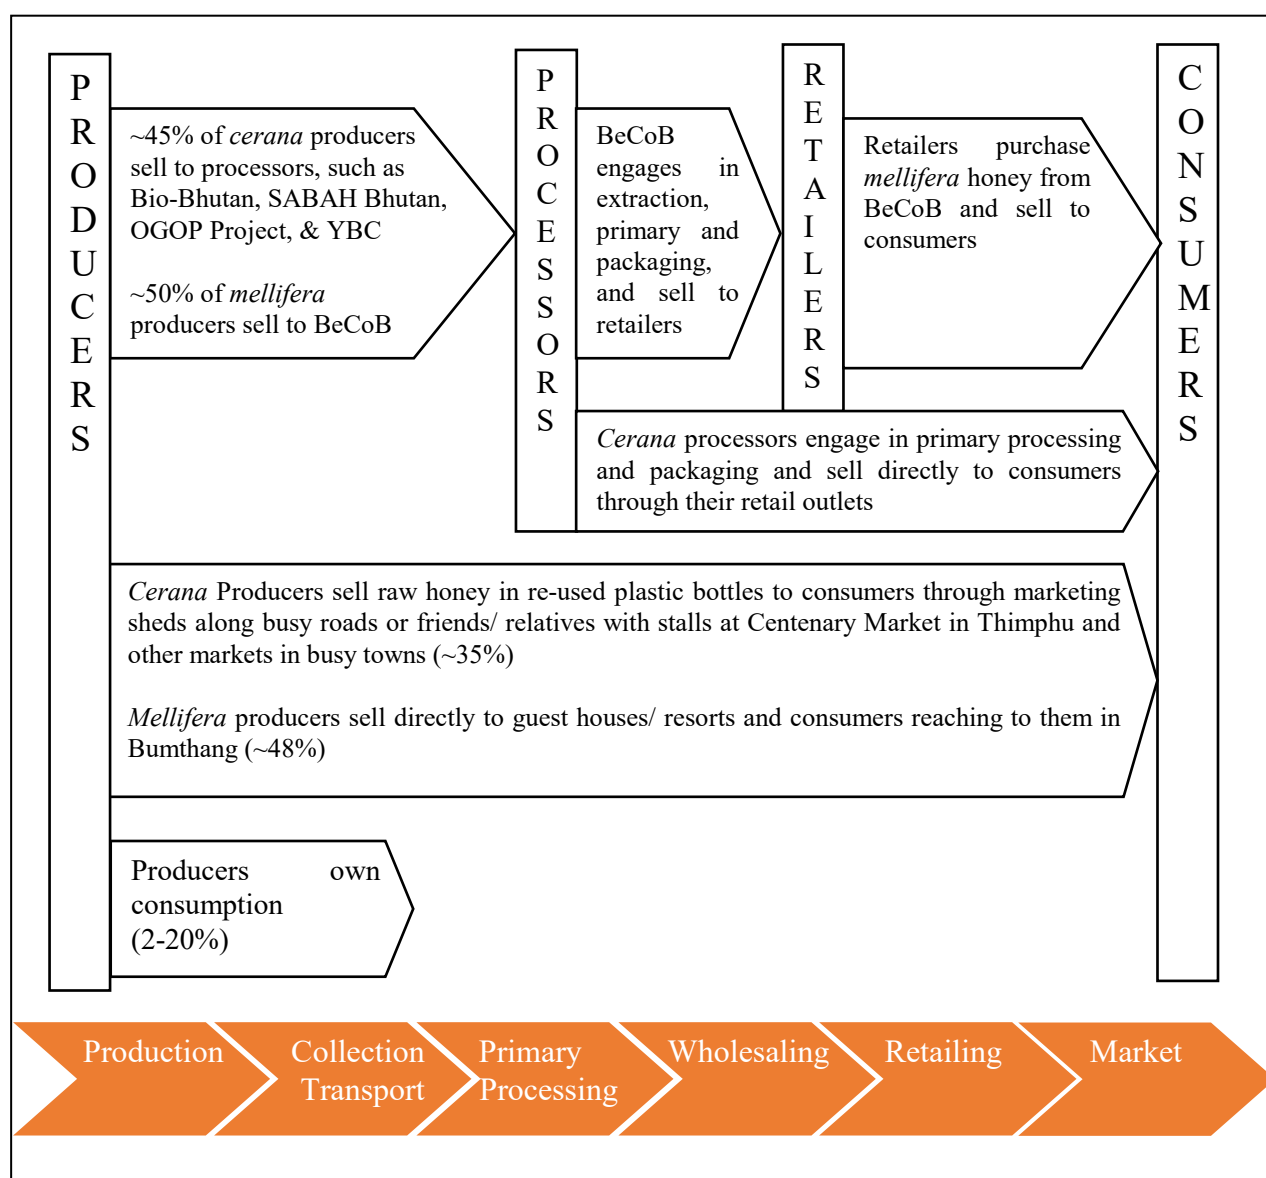 PRODUCERS
~45% of cerana producers
sell to processors, such as
Bio-Bhutan, SABAH Bhutan,
OGOP Project, & YBC
~50% of mellifera
producers sell to BeCoB
PROCESSORS
BeCoB
engages in
extraction,
primary and
packaging,
and sell to
retailers
RETAILERS
Retailers purchase
mellifera honey from
BeCoB and sell to
consumers
CONSUMERS
Cerana processors engage in primary processing
and packaging and sell directly to consumers
through their retail outlets
Cerana Producers sell raw honey in re-used plastic bottles to consumers through marketing
sheds along busy roads or friends/ relatives with stalls at Centenary Market in Thimphu and
other markets in busy towns (~35%)
Mellifera producers sell directly to guest houses/ resorts and consumers reaching to them in
Bumthang (~48%)
Producers own
consumption
(2-20%)
Production
Collection
Transport
Primary
Processing
Wholesaling
Retailing
Market